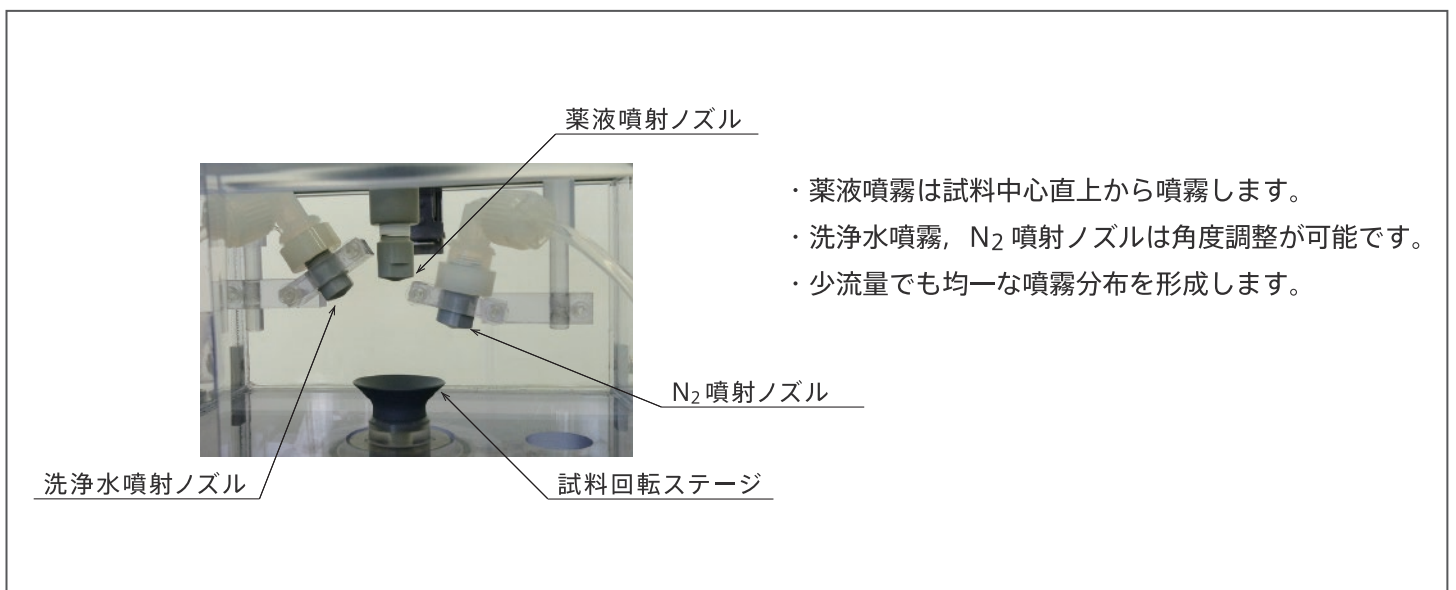 薬液噴射ノズル
・薬液噴霧は試料中心直上から噴霧します。
・洗浄水噴霧, N2 噴射ノズルは角度調整が可能です。
・少流量でも均一な噴霧分布を形成します。
N2 噴射ノズル
洗浄水噴射ノズル
試料回転ステージ